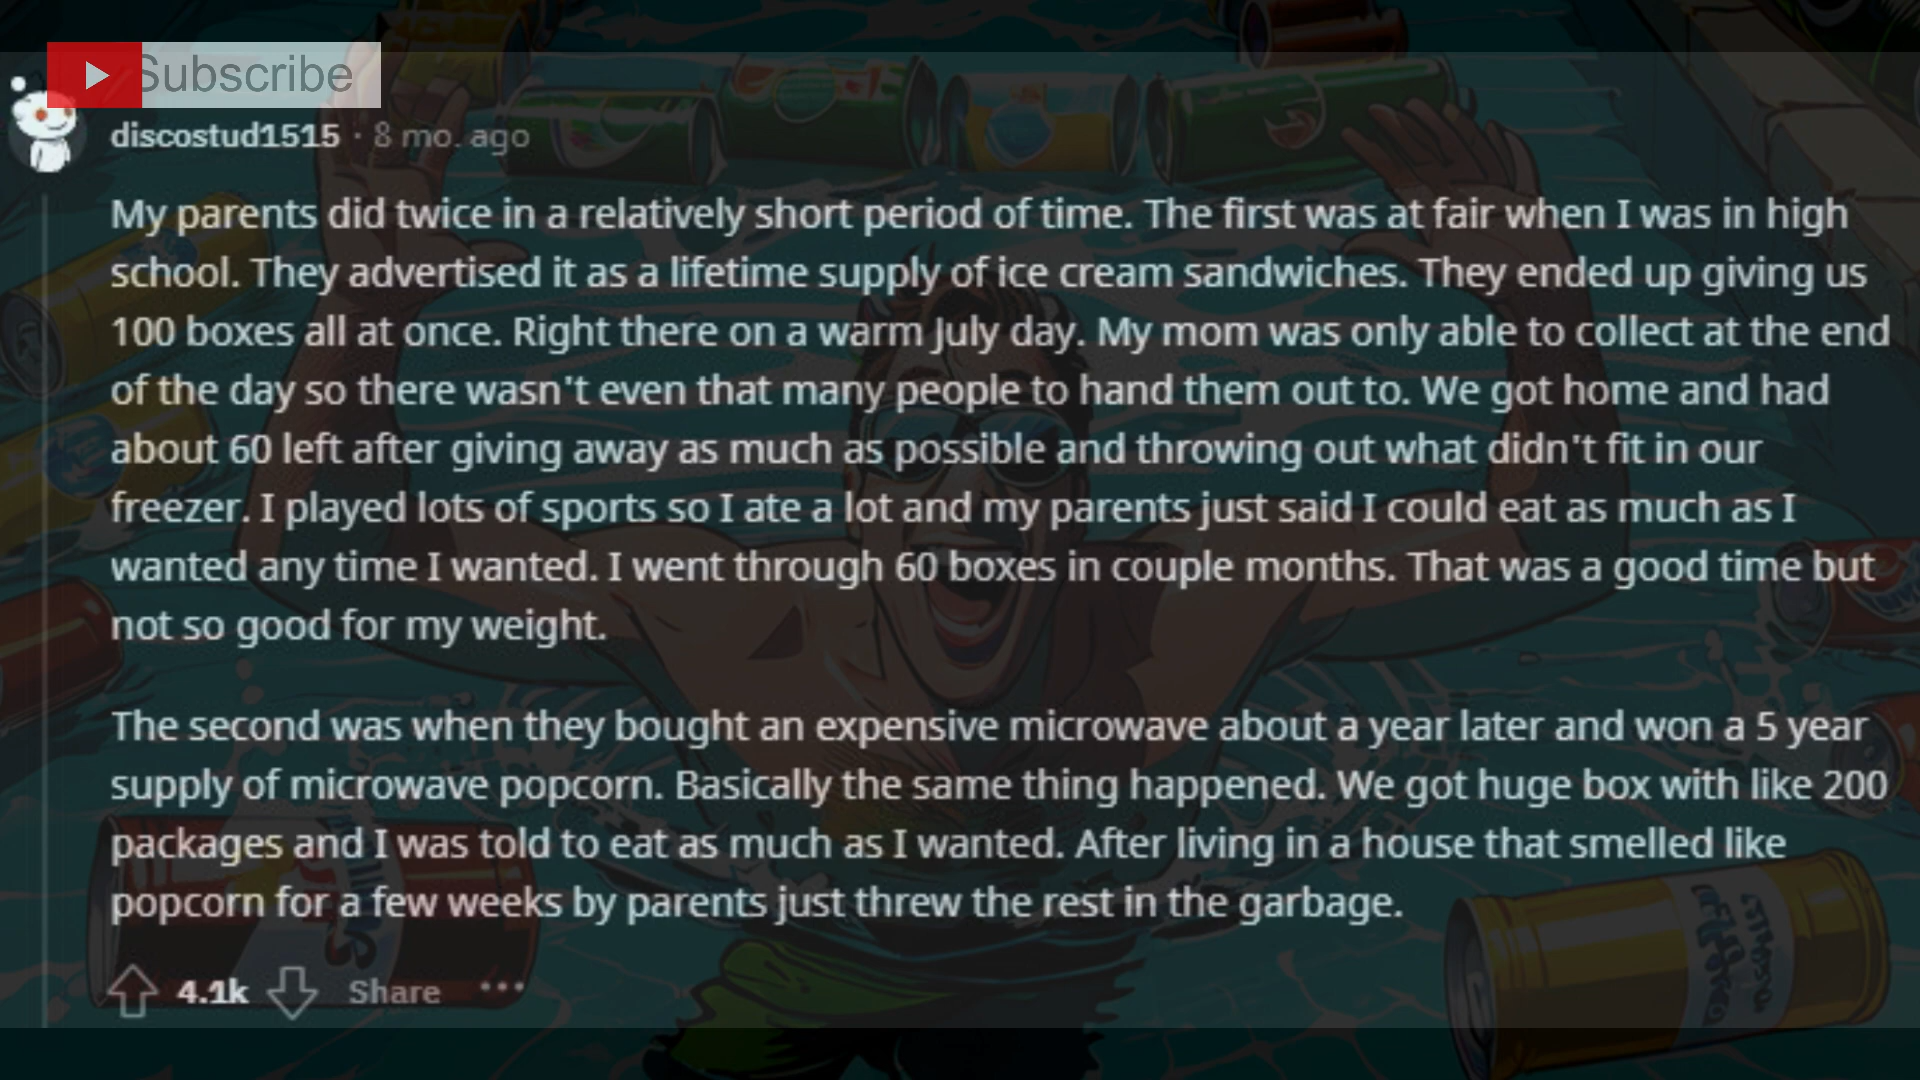 Subscribe
discostud1515 · 8 mo. ago
My parents did twice in a relatively short period of time. The first was at fair when I was in high
school. They advertised it as a lifetime supply of ice cream sandwiches. They ended up giving us
100 boxes all at once. Right there on a warm July day. My mom was only able to collect at the end
of the day so there wasn't even that many people to hand them out to. We got home and had
about 60 left after giving away as much as possible and throwing out what didn't fit in our
freezer. I played lots of sports so I ate a lot and my parents just said I could eat as much as I
wanted any time I wanted. I went through 60 boxes in couple months. That was a good time but
not so good for my weight.
The second was when they bought an expensive microwave about a year later and won a 5 year
supply of microwave popcorn. Basically the same thing happened. We got huge box with like 200
packages and I was told to eat as much as I wanted. After living in a house that smelled like
popcorn for a few weeks by parents just threw the rest in the garbage.
4.1k Share ...